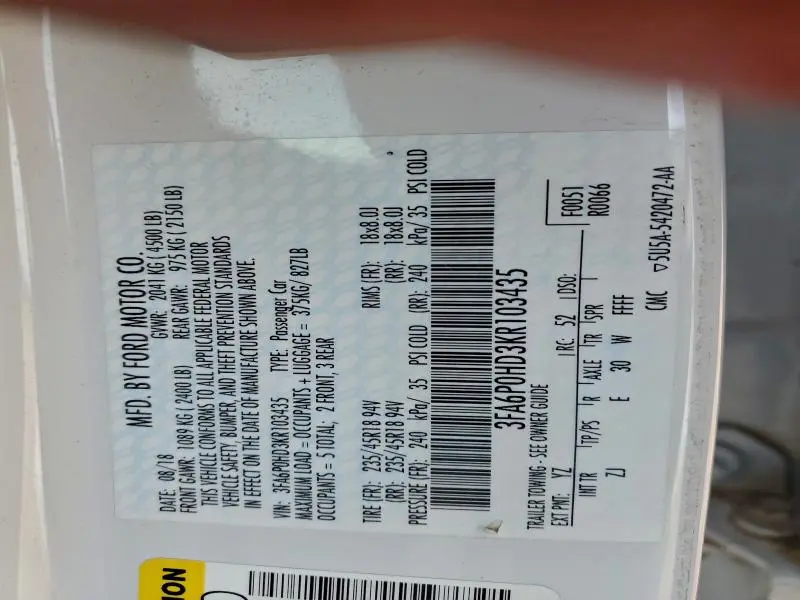 MFD. BY FORD MOTOR CO.
DATE: 08/18 GVWR: 2041 KG ( 4500 LB)
FRONT GAWR: 1089 KG ( 2400 LB) REAR GAWR: 975 KG ( 2150 LB)
THIS VEHICLE CONFORMS TO ALL APPLICABLE FEDERAL MOTOR
VEHICLE SAFETY, BUMPER, AND THEFT PREVENTION STANDARDS
IN EFFECT ON THE DATE OF MANUFACTURE SHOWN ABOVE.
VIN: 3FA6P0HD3KR103435 TYPE: Passenger Car
MAXIMUM LOAD = OCCUPANTS + LUGGAGE = 375KG/ 827LB
OCCUPANTS = 5 TOTAL; 2 FRONT, 3 REAR
TIRE (FR): 235/45R18 94V RIMS (FR): 18x8.0J
(RR): 235/45R18 94V (RR): 18x8.0J
PRESSURE (FR): 240 kPa/ 35 PSI COLD (RR): 240 kPa/ 35 PSI COLD
3FA6P0HD3KR103435
TRAILER TOWING - SEE OWNER GUIDE
F0051
R0066
EXT PNT: YZ RC: 52 DSO:
INT TR TP/PS R AXLE TR SPR
ZJ E 30 W FFFF
CMC ▽5U5A-5420472-AA
ION